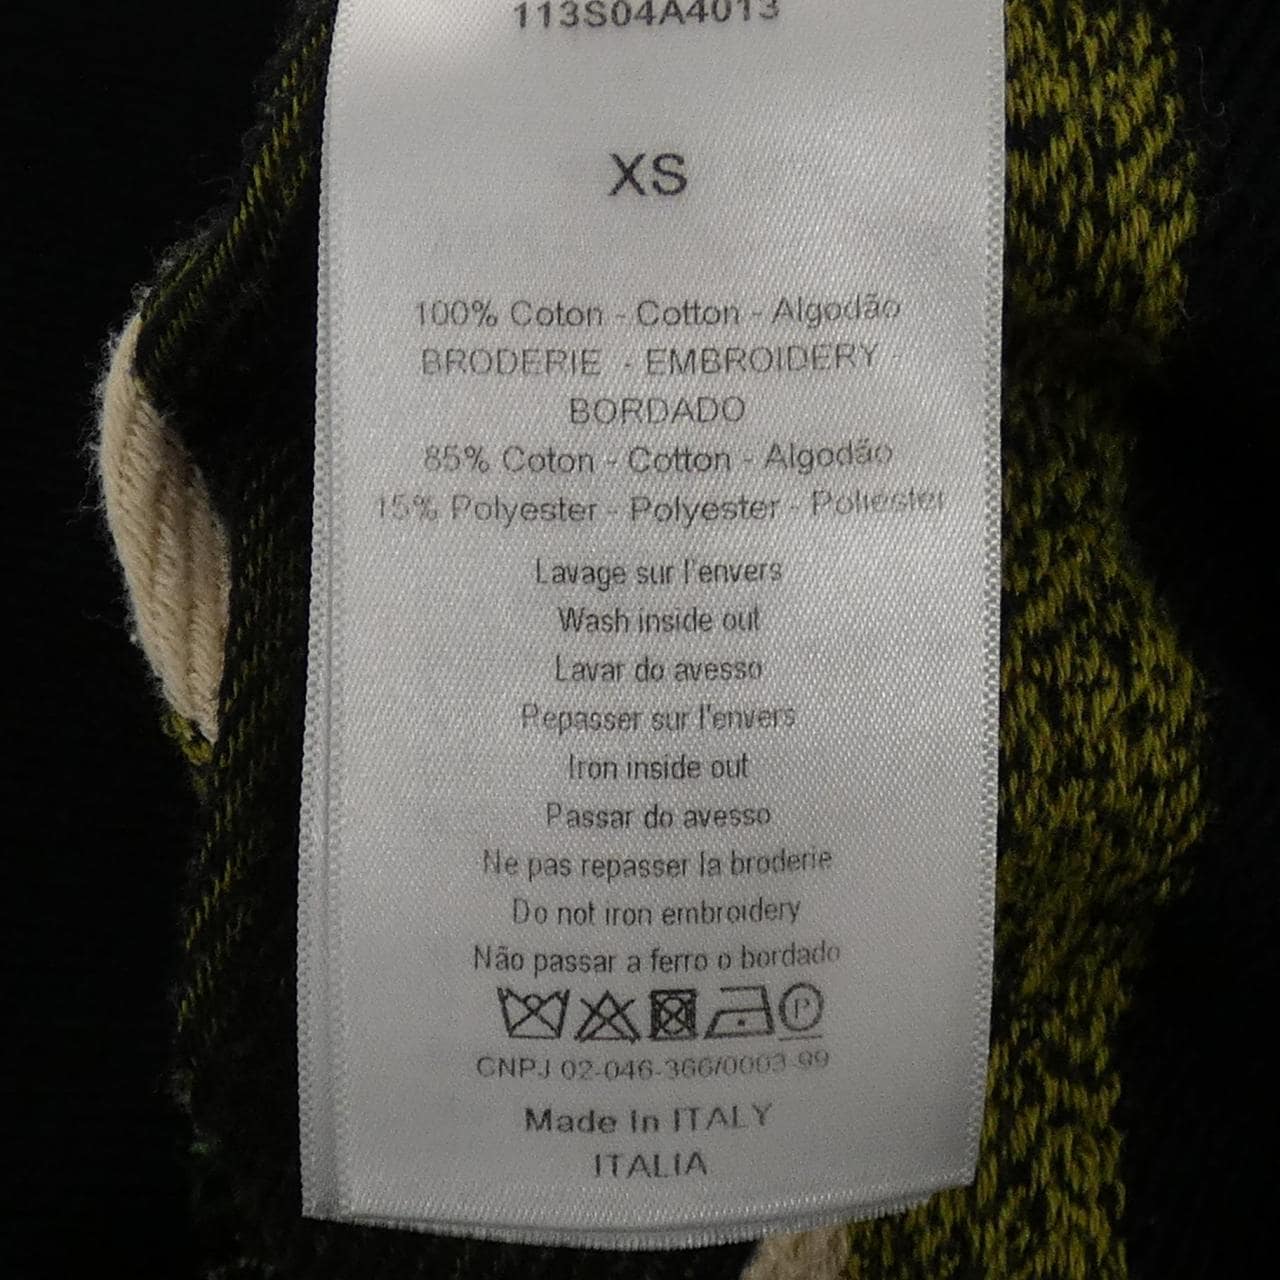 113S04A4013
XS
100% Coton - Cotton - Algodão
BRODERIE - EMBROIDERY
BORDADO
85% Coton - Cotton - Algodão
15% Polyester - Polyester - Poliester
Lavage sur l'envers
Wash inside out
Lavar do avesso
Repasser sur l'envers
Iron inside out
Passar do avesso
Ne pas repasser la broderie
Do not iron embroidery
Não passar a ferro o bordado
P
CNPJ 02-046-366/0003-99
Made In ITALY
ITALIA